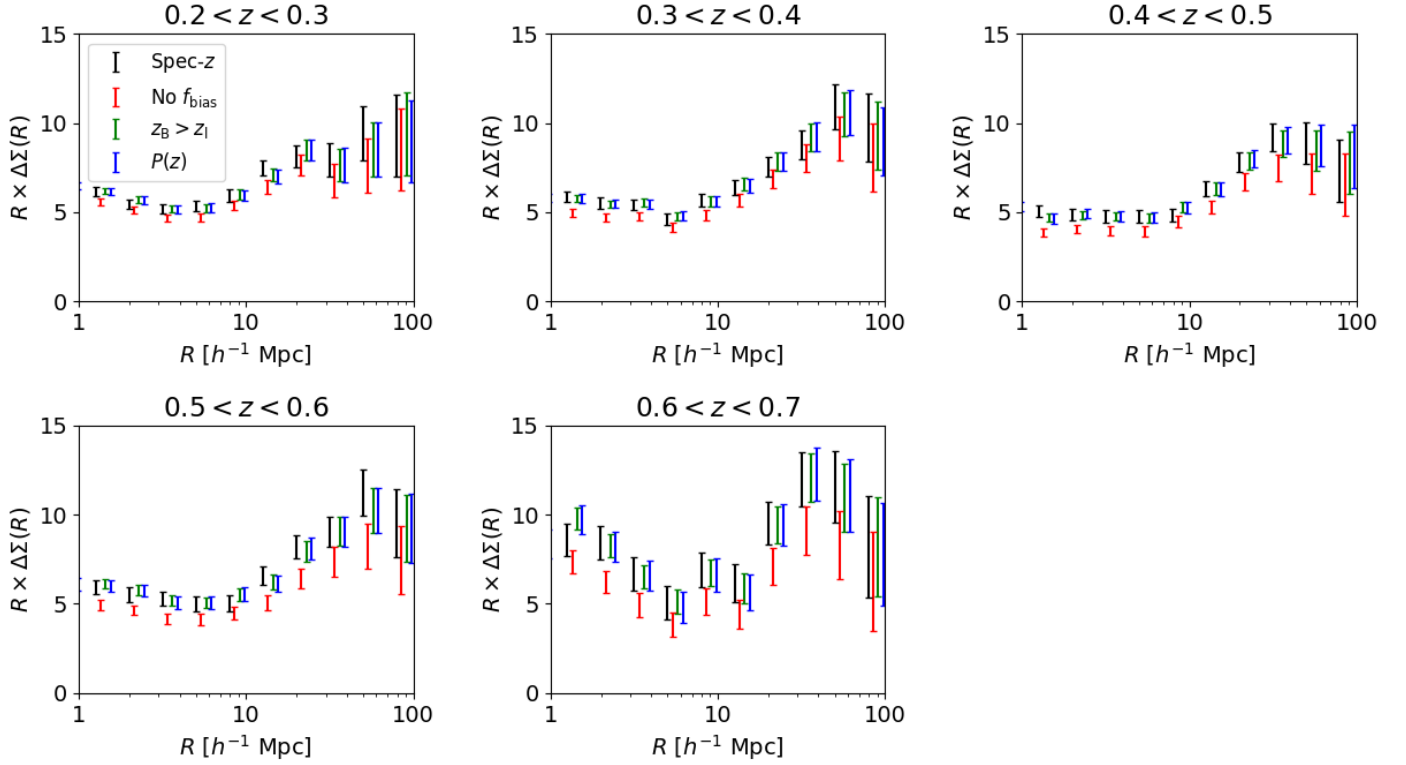 0.2 < z < 0.3
R × ΔΣ(R)
15
10
5
0
Spec-z
No f_bias
z_B > z_l
P(z)
1 10 100
R [h⁻¹ Mpc]
0.3 < z < 0.4
R × ΔΣ(R)
15
10
5
0
1 10 100
R [h⁻¹ Mpc]
0.4 < z < 0.5
R × ΔΣ(R)
15
10
5
0
1 10 100
R [h⁻¹ Mpc]
0.5 < z < 0.6
R × ΔΣ(R)
15
10
5
0
1 10 100
R [h⁻¹ Mpc]
0.6 < z < 0.7
R × ΔΣ(R)
15
10
5
0
1 10 100
R [h⁻¹ Mpc]